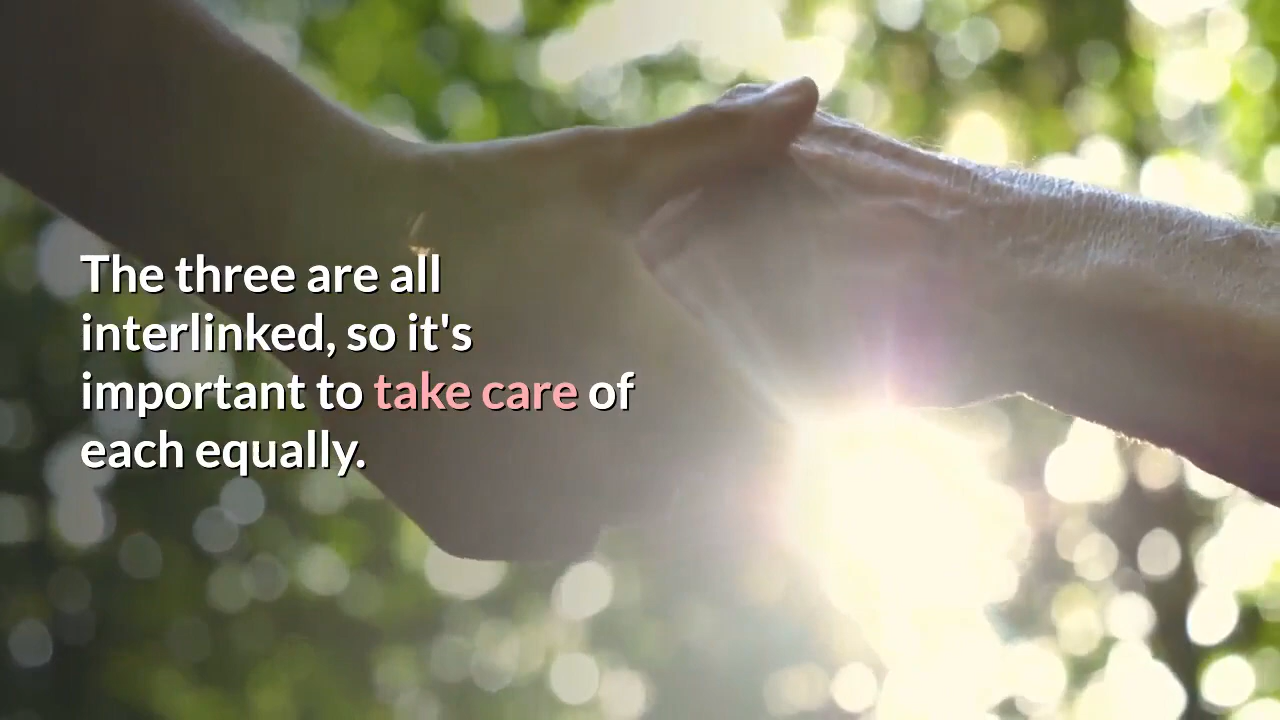 The three are all
interlinked, so it's
important to take care of
each equally.